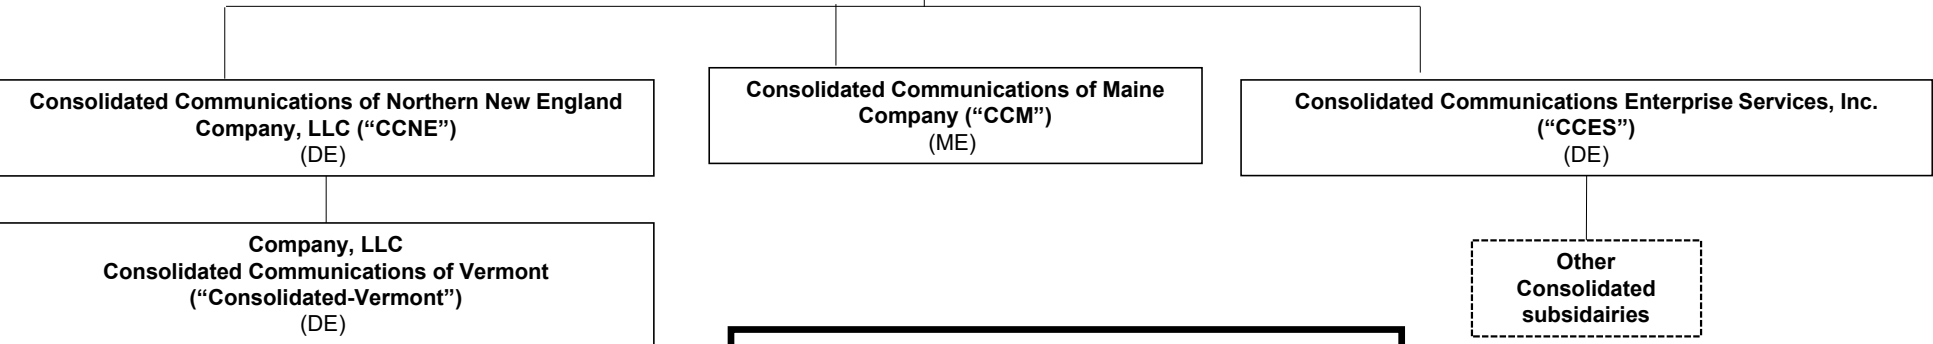 Consolidated Communications of Northern New England
Company, LLC (“CCNE”)
(DE)
Consolidated Communications of Maine
Company (“CCM”)
(ME)
Consolidated Communications Enterprise Services, Inc.
(“CCES”)
(DE)
Company, LLC
Consolidated Communications of Vermont
(“Consolidated-Vermont”)
(DE)
Other
Consolidated
subsidairies